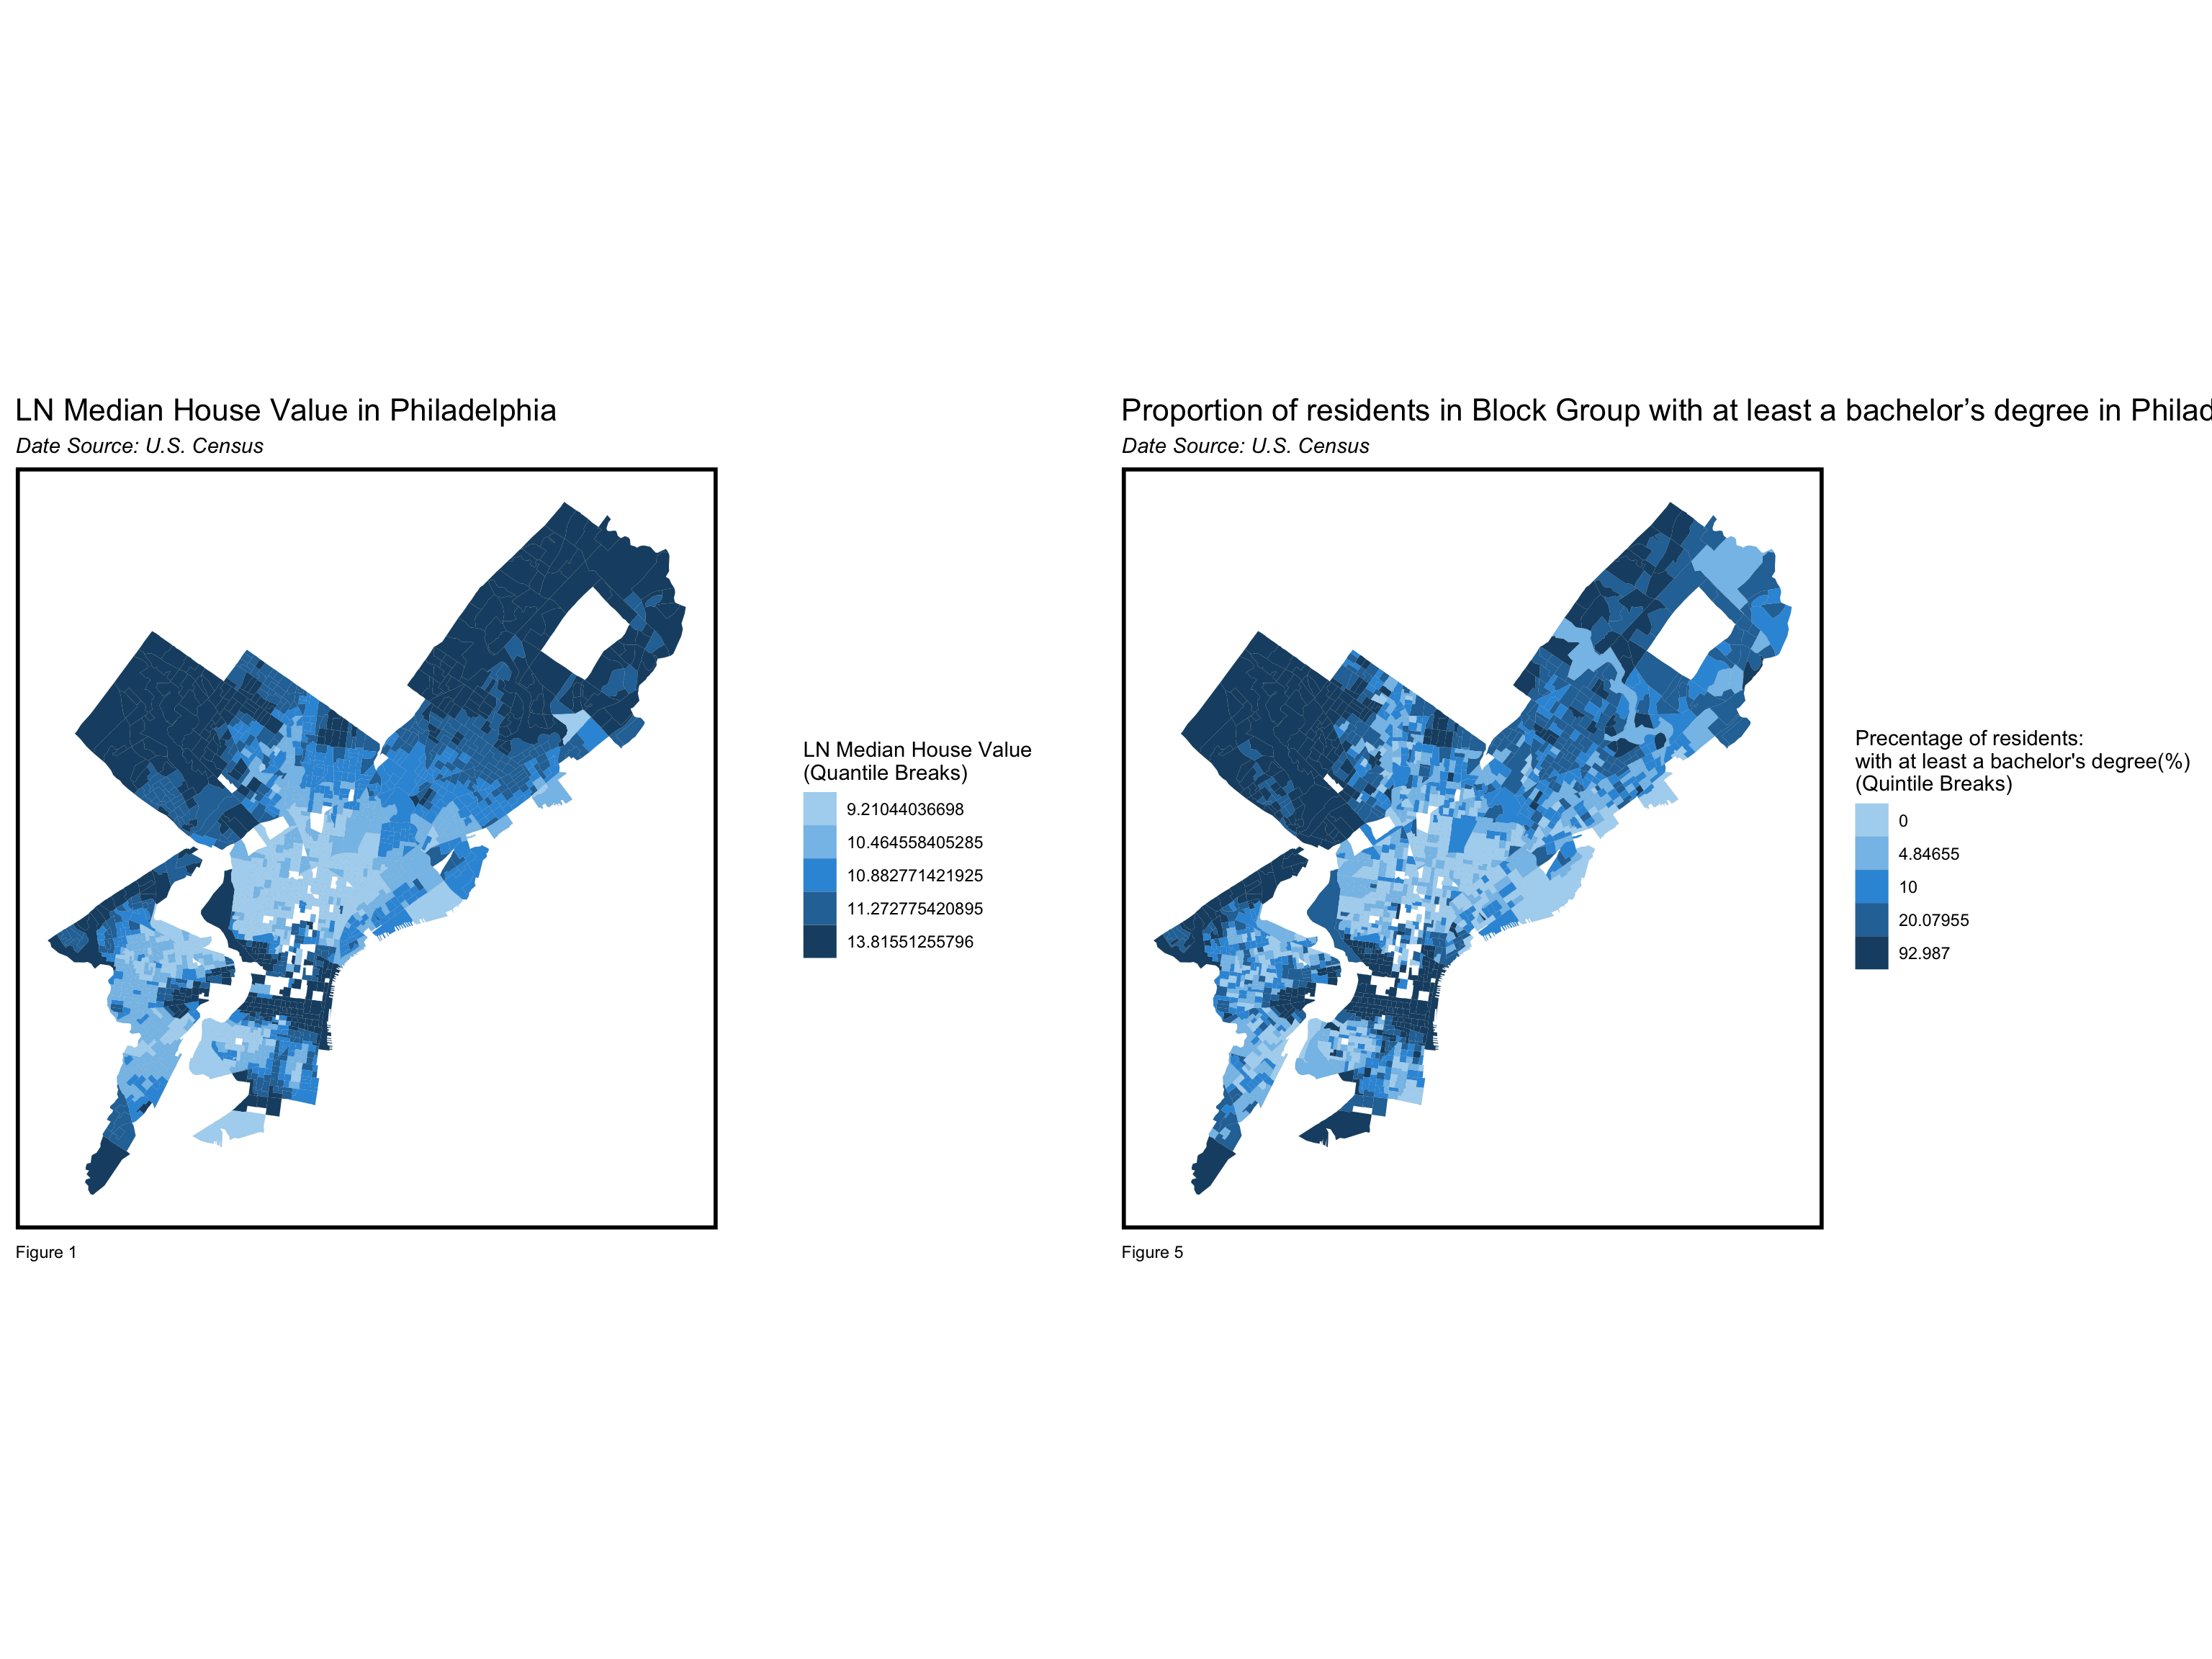 LN Median House Value in Philadelphia
Date Source: U.S. Census
LN Median House Value
(Quantile Breaks)
9.21044036698
10.464558405285
10.882771421925
11.272775420895
13.81551255796
Figure 1
Proportion of residents in Block Group with at least a bachelor’s degree in Philad
Date Source: U.S. Census
Precentage of residents:
with at least a bachelor's degree(%)
(Quintile Breaks)
0
4.84655
10
20.07955
92.987
Figure 5